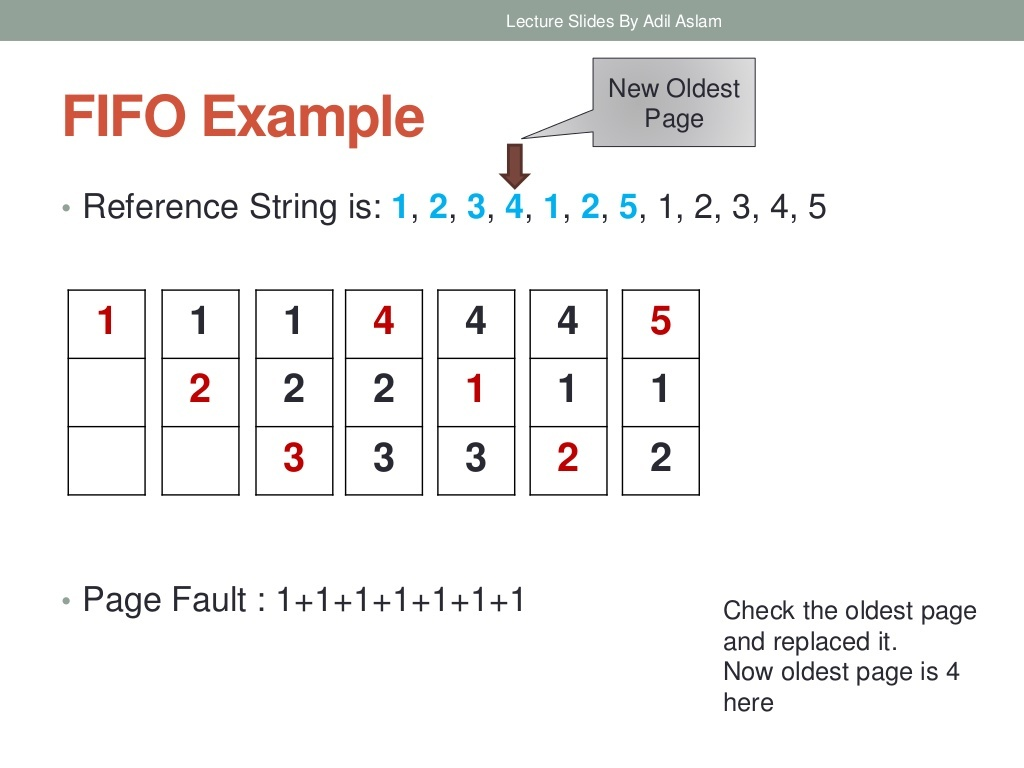 Lecture Slides By Adil Aslam
New Oldest
Page
FIFO Example
• Reference String is: 1, 2, 3, 4, 1, 2, 5, 1, 2, 3, 4, 5
1 1 1 4 4 4 5
2 2 2 1 1 1
3 3 3 2 2
• Page Fault : 1+1+1+1+1+1+1
Check the oldest page
and replaced it.
Now oldest page is 4
here